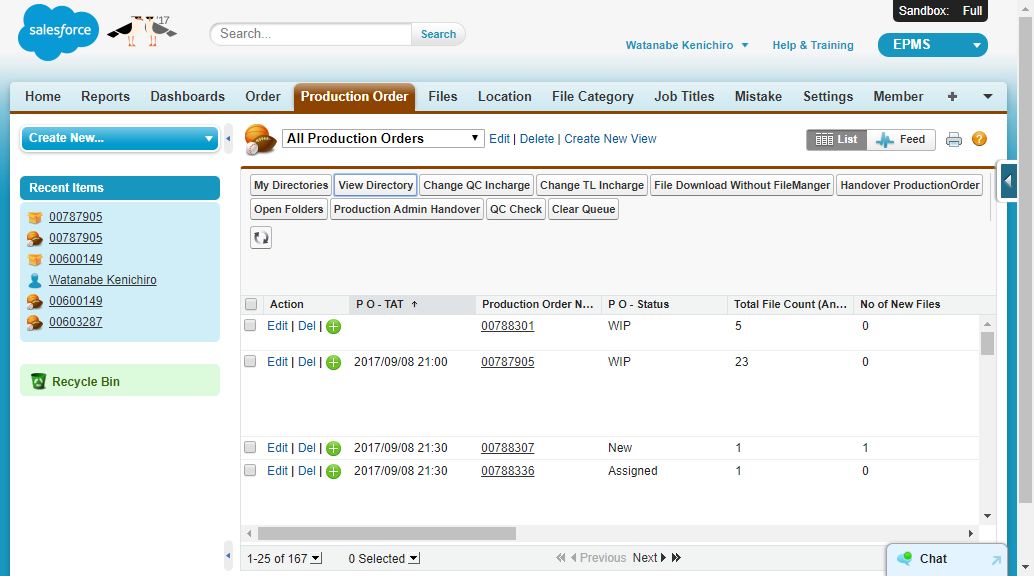 Sandbox: Full
salesforce
'17
Search... Search
Watanabe Kenichiro Help & Training EPMS
Home Reports Dashboards Order Production Order Files Location File Category Job Titles Mistake Settings Member +
Create New...
All Production Orders Edit | Delete | Create New View List Feed ?
Recent Items
00787905
00787905
00600149
Watanabe Kenichiro
00600149
00603287
Recycle Bin
My Directories View Directory Change QC Incharge Change TL Incharge File Download Without FileManger Handover ProductionOrder
Open Folders Production Admin Handover QC Check Clear Queue
Action P O - TAT ↑ Production Order N... P O - Status Total File Count (An... No of New Files
Edit | Del | 00788301 WIP 5 0
Edit | Del | 2017/09/08 21:00 00787905 WIP 23 0
Edit | Del | 2017/09/08 21:30 00788307 New 1 1
Edit | Del | 2017/09/08 21:30 00788336 Assigned 1 0
1-25 of 167 0 Selected Previous Next
Chat